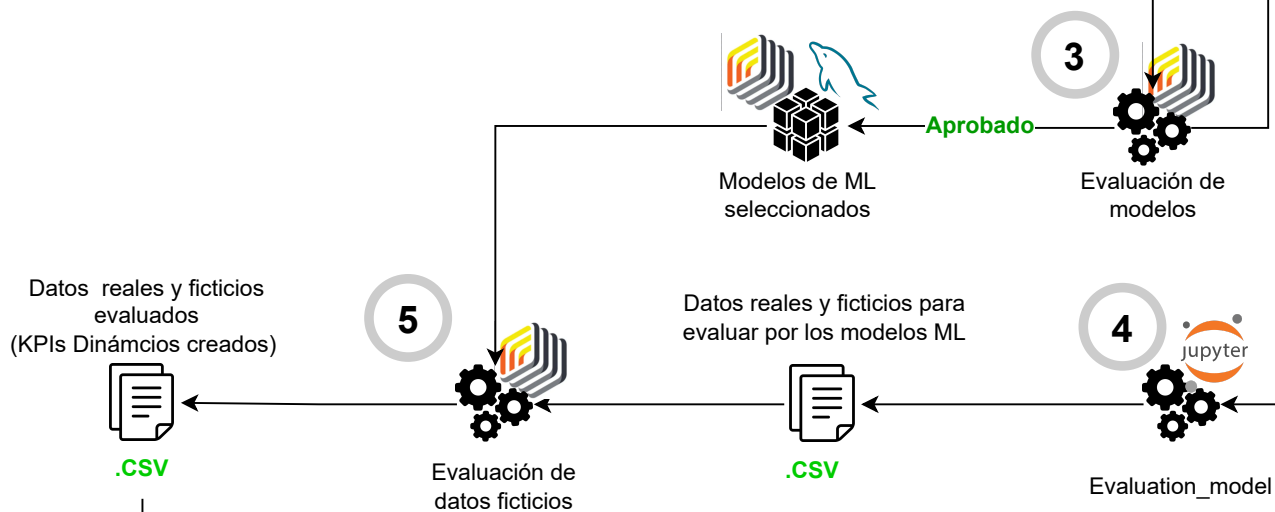 3
Aprobado
Modelos de ML
seleccionados
Evaluación de
modelos
Datos reales y ficticios
evaluados
(KPIs Dinámcios creados)
5
Datos reales y ficticios para
evaluar por los modelos ML
4
jupyter
.CSV
Evaluación de
datos ficticios
.CSV
Evaluation_model